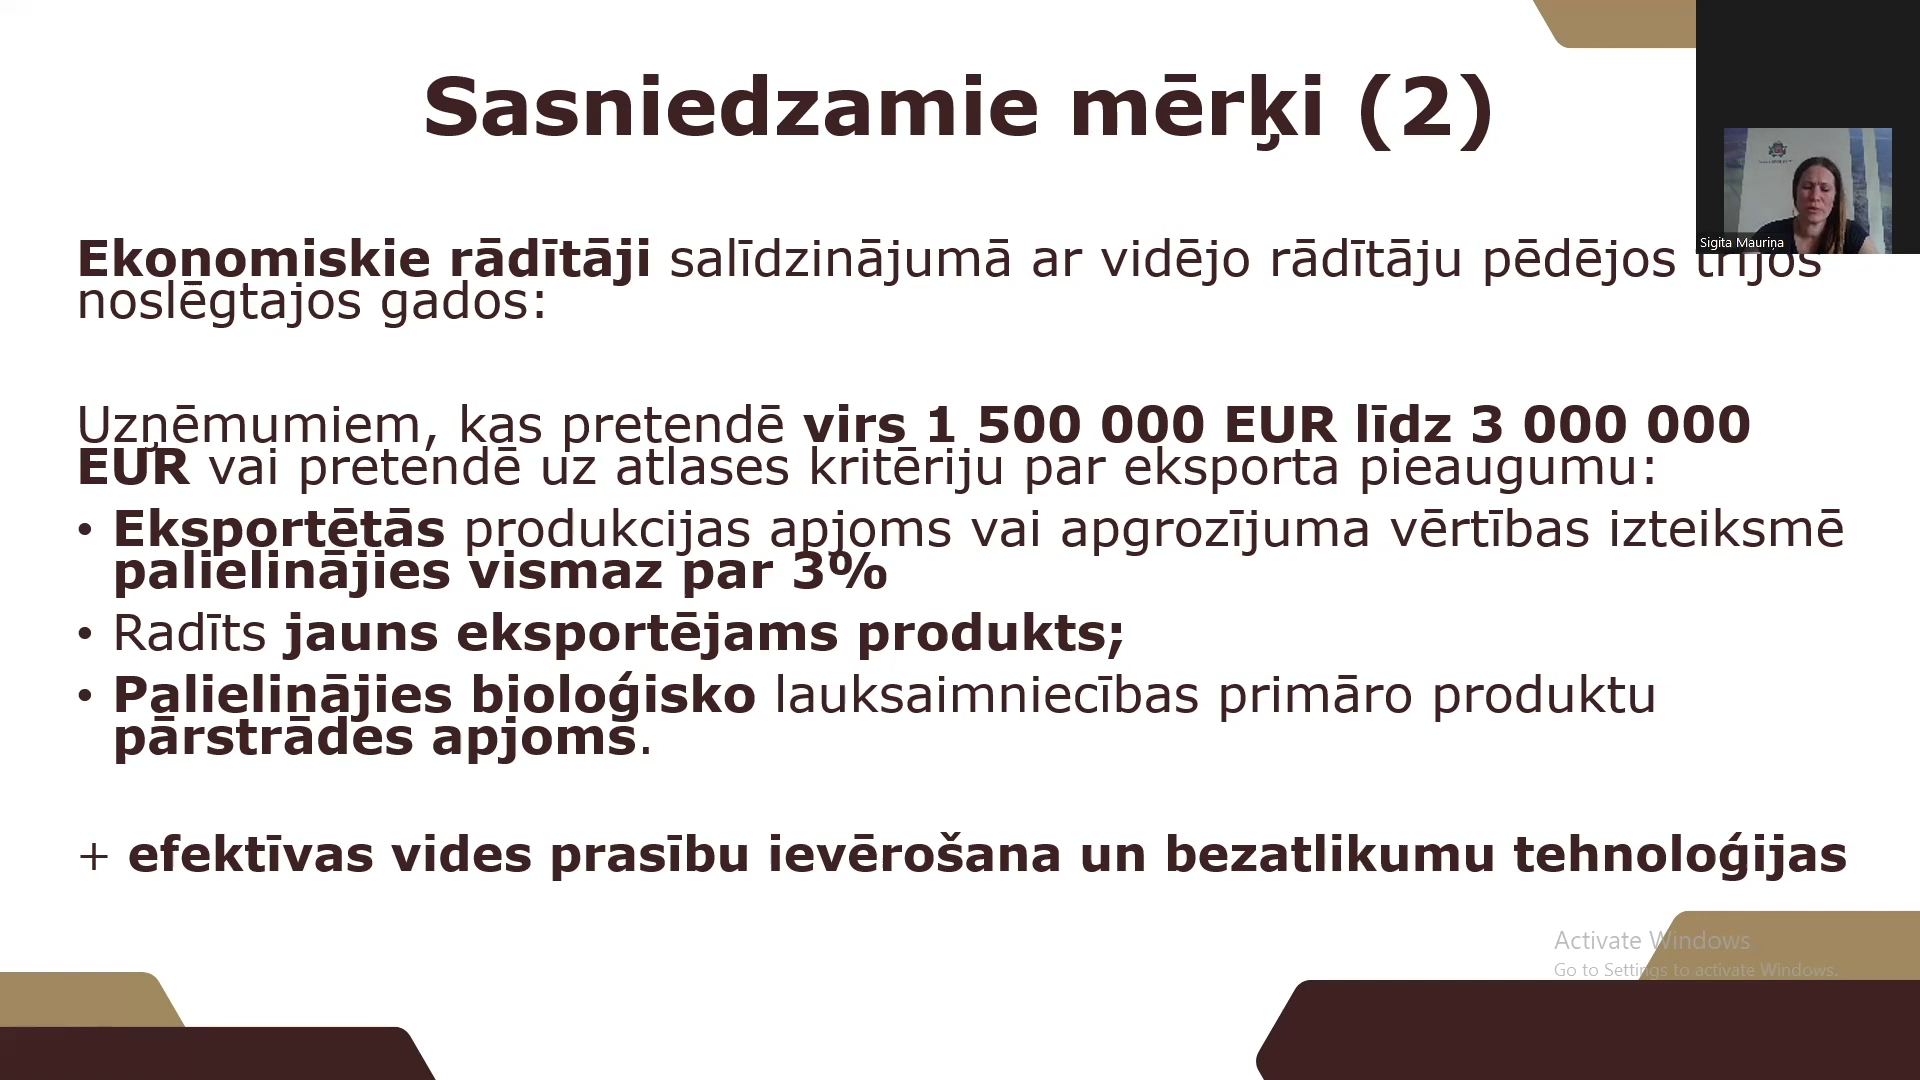 Sasniedzamie mērķi (2)
Sigita Mauriņa
Ekonomiskie rādītāji salīdzinājumā ar vidējo rādītāju pēdējos trijos
noslēgtajos gados:
Uzņēmumiem, kas pretendē virs 1 500 000 EUR līdz 3 000 000
EUR vai pretendē uz atlases kritēriju par eksporta pieaugumu:
• Eksportētās produkcijas apjoms vai apgrozījuma vērtības izteiksmē
palielinājies vismaz par 3%
• Radīts jauns eksportējams produkts;
• Palielinājies bioloģisko lauksaimniecības primāro produktu
pārstrādes apjoms.
+ efektīvas vides prasību ievērošana un bezatlikumu tehnoloģijas
Activate Windows
Go to Settings to activate Windows.